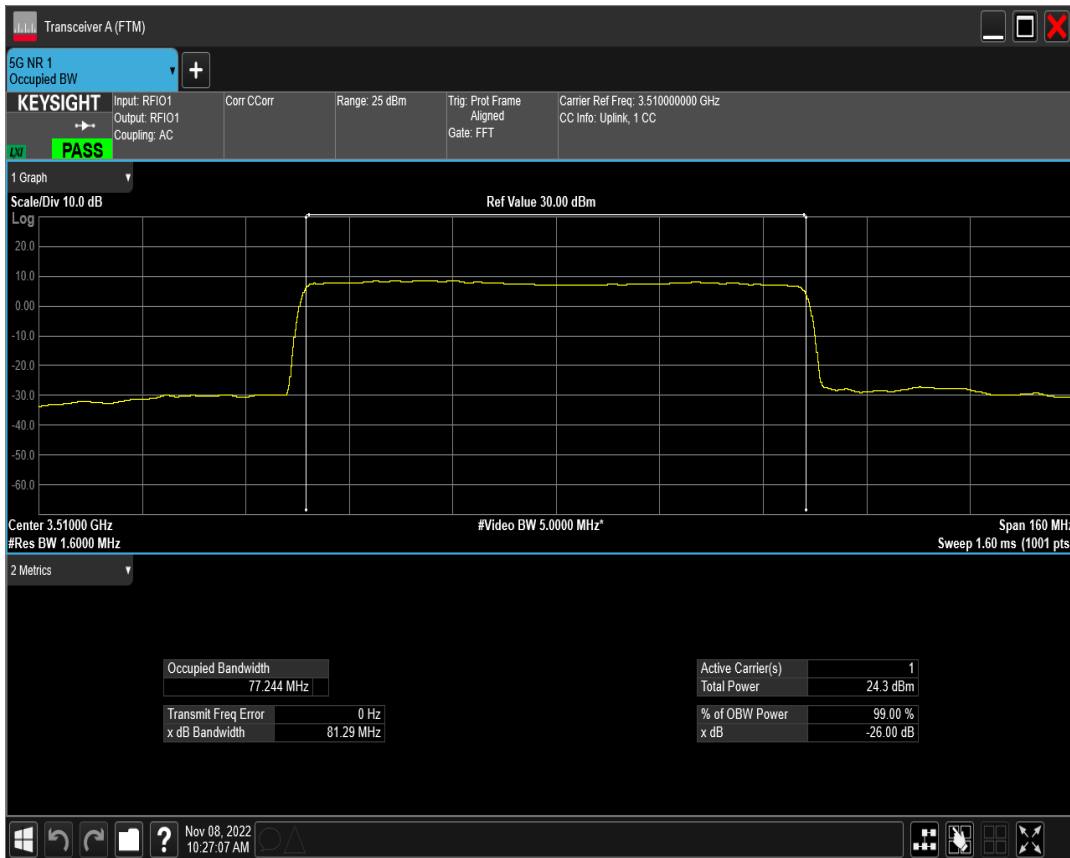 Transceiver A (FTM)
5G NR 1
Occupied BW
+
KEYSIGHT
LXI
PASS
Input: RFIO1
Output: RFIO1
Coupling: AC
Corr CCorr
Range: 25 dBm
Trig: Prot Frame
Aligned
Gate: FFT
Carrier Ref Freq: 3.510000000 GHz
CC Info: Uplink, 1 CC
1 Graph
Scale/Div 10.0 dB
Ref Value 30.00 dBm
Log
20.0
10.0
0.00
-10.0
-20.0
-30.0
-40.0
-50.0
-60.0
Center 3.51000 GHz
#Video BW 5.0000 MHz*
Span 160 MHz
#Res BW 1.6000 MHz
Sweep 1.60 ms (1001 pts
2 Metrics
Occupied Bandwidth
77.244 MHz
Transmit Freq Error 0 Hz
x dB Bandwidth 81.29 MHz
Active Carrier(s) 1
Total Power 24.3 dBm
% of OBW Power 99.00 %
x dB -26.00 dB
?
Nov 08, 2022
10:27:07 AM